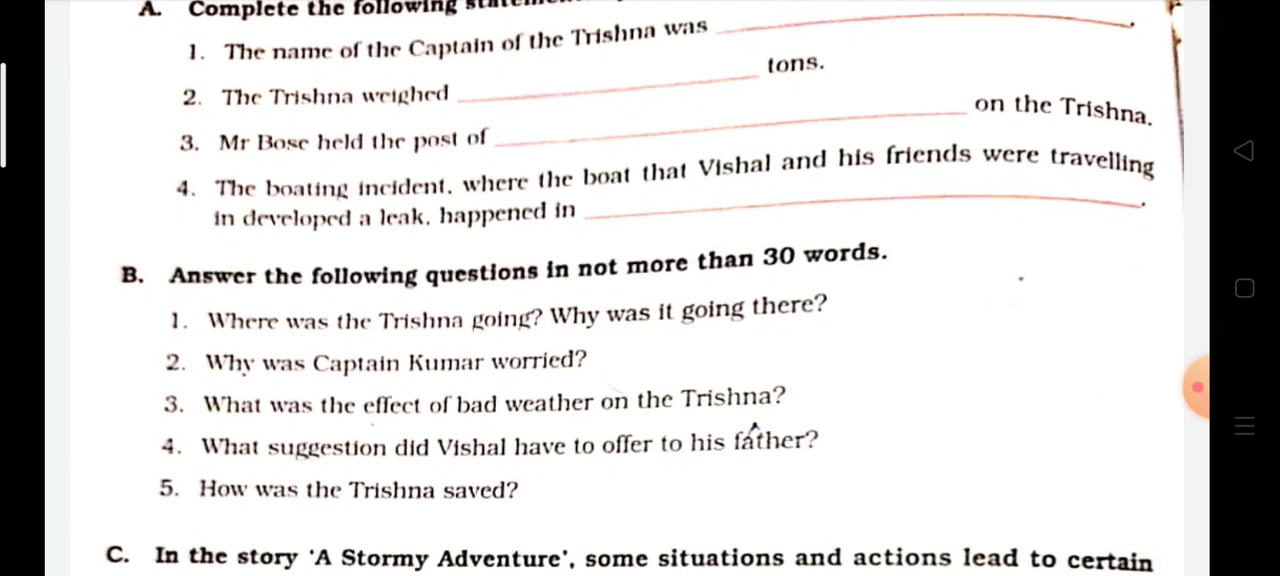 A. Complete the following
1. The name of the Captain of the Trishna was
2. The Trishna weighed tons.
3. Mr Bose held the post of on the Trishna.
4. The boating incident, where the boat that Vishal and his friends were travelling
in developed a leak, happened in .
B. Answer the following questions in not more than 30 words.
1. Where was the Trishna going? Why was it going there?
2. Why was Captain Kumar worried?
3. What was the effect of bad weather on the Trishna?
4. What suggestion did Vishal have to offer to his father?
5. How was the Trishna saved?
C. In the story 'A Stormy Adventure', some situations and actions lead to certain